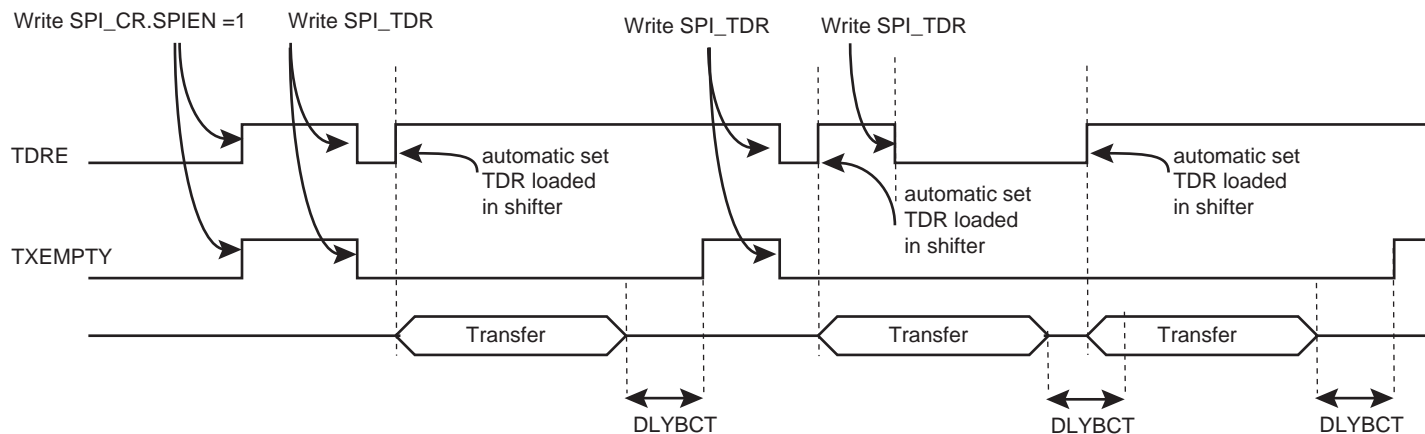 Write SPI_CR.SPIEN =1
Write SPI_TDR
Write SPI_TDR
Write SPI_TDR
TDRE
automatic set
TDR loaded
in shifter
automatic set
TDR loaded
in shifter
automatic set
TDR loaded
in shifter
TXEMPTY
Transfer
Transfer
Transfer
DLYBCT
DLYBCT
DLYBCT